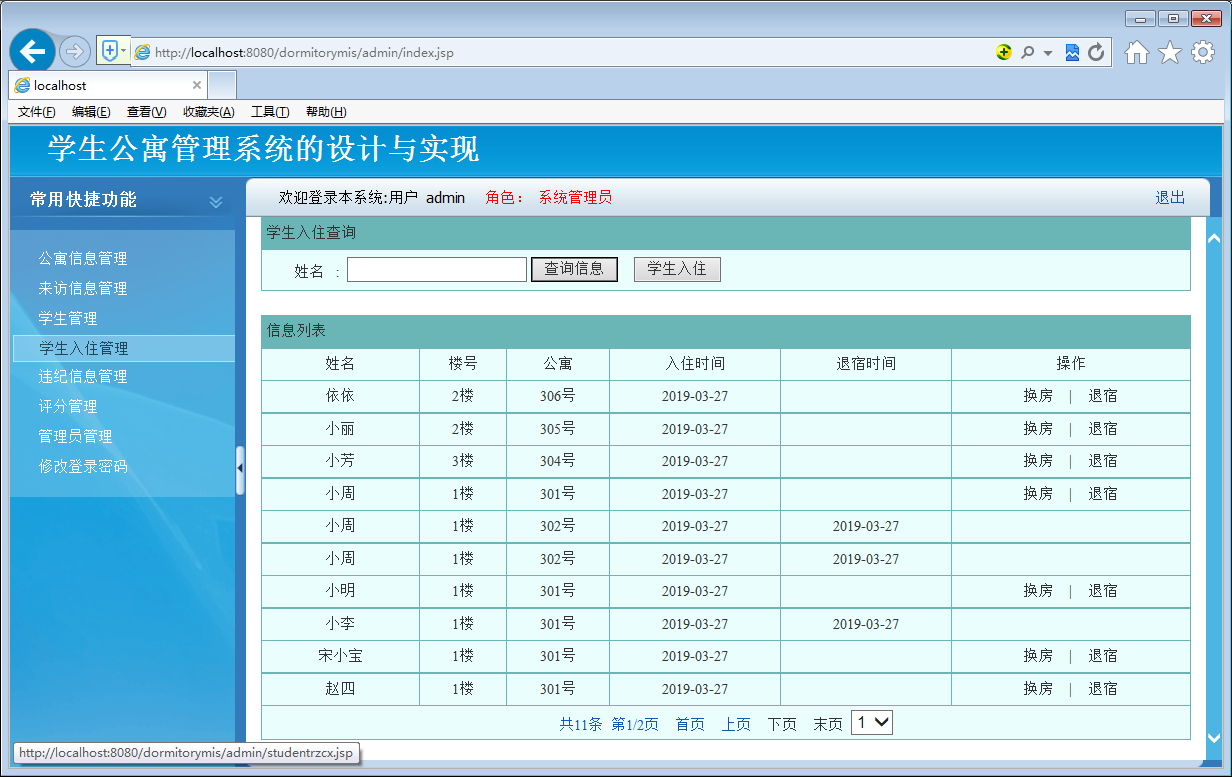 http://localhost:8080/dormitorymis/admin/index.jsp
localhost
文件(F) 编辑(E) 查看(V) 收藏夹(A) 工具(T) 帮助(H)
学生公寓管理系统的设计与实现
常用快捷功能
欢迎登录本系统:用户 admin 角色： 系统管理员 退出
公寓信息管理
来访信息管理
学生管理
学生入住管理
违纪信息管理
评分管理
管理员管理
修改登录密码
学生入住查询
姓名 : 查询信息 学生入住
信息列表
姓名 楼号 公寓 入住时间 退宿时间 操作
依依 2楼 306号 2019-03-27 换房 | 退宿
小丽 2楼 305号 2019-03-27 换房 | 退宿
小芳 3楼 304号 2019-03-27 换房 | 退宿
小周 1楼 301号 2019-03-27 换房 | 退宿
小周 1楼 302号 2019-03-27 2019-03-27
小周 1楼 302号 2019-03-27 2019-03-27
小明 1楼 301号 2019-03-27 换房 | 退宿
小李 1楼 301号 2019-03-27 2019-03-27
宋小宝 1楼 301号 2019-03-27 换房 | 退宿
赵四 1楼 301号 2019-03-27 换房 | 退宿
共11条 第1/2页 首页 上页 下页 末页 1
http://localhost:8080/dormitorymis/admin/studentrzcx.jsp